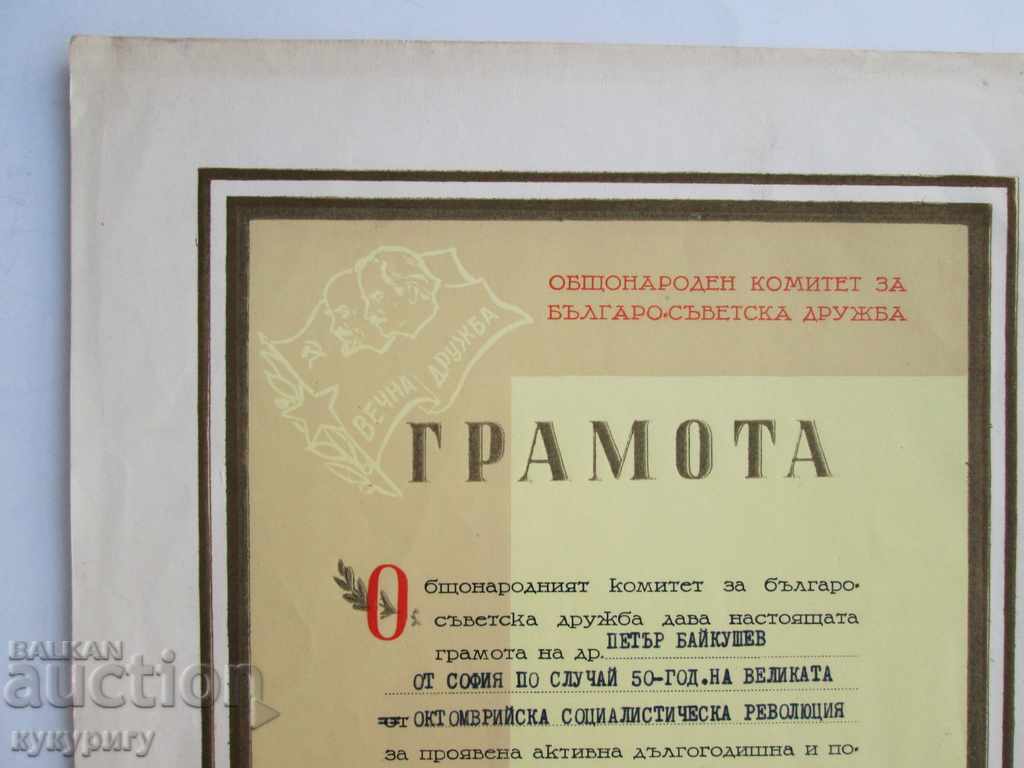 ОБЩОНАРОДЕН КОМИТЕТ ЗА
БЪЛГАРО-СЪВЕТСКА ДРУЖБА
ВЕЧНА ДРУЖБА
ГРАМОТА
Общонародният комитет за българо-
съветска дружба дава настоящата
грамота на др. ПЕТЪР БАЙКУШЕВ
ОТ СОФИЯ ПО СЛУЧАЙ 50-ГОД.НА ВЕЛИКАТА
от ОКТОМВРИЙСКА СОЦИАЛИСТИЧЕСКА РЕВОЛЮЦИЯ
за проявена активна дългогодишна и по-
BALKAN
auction
кукуригу